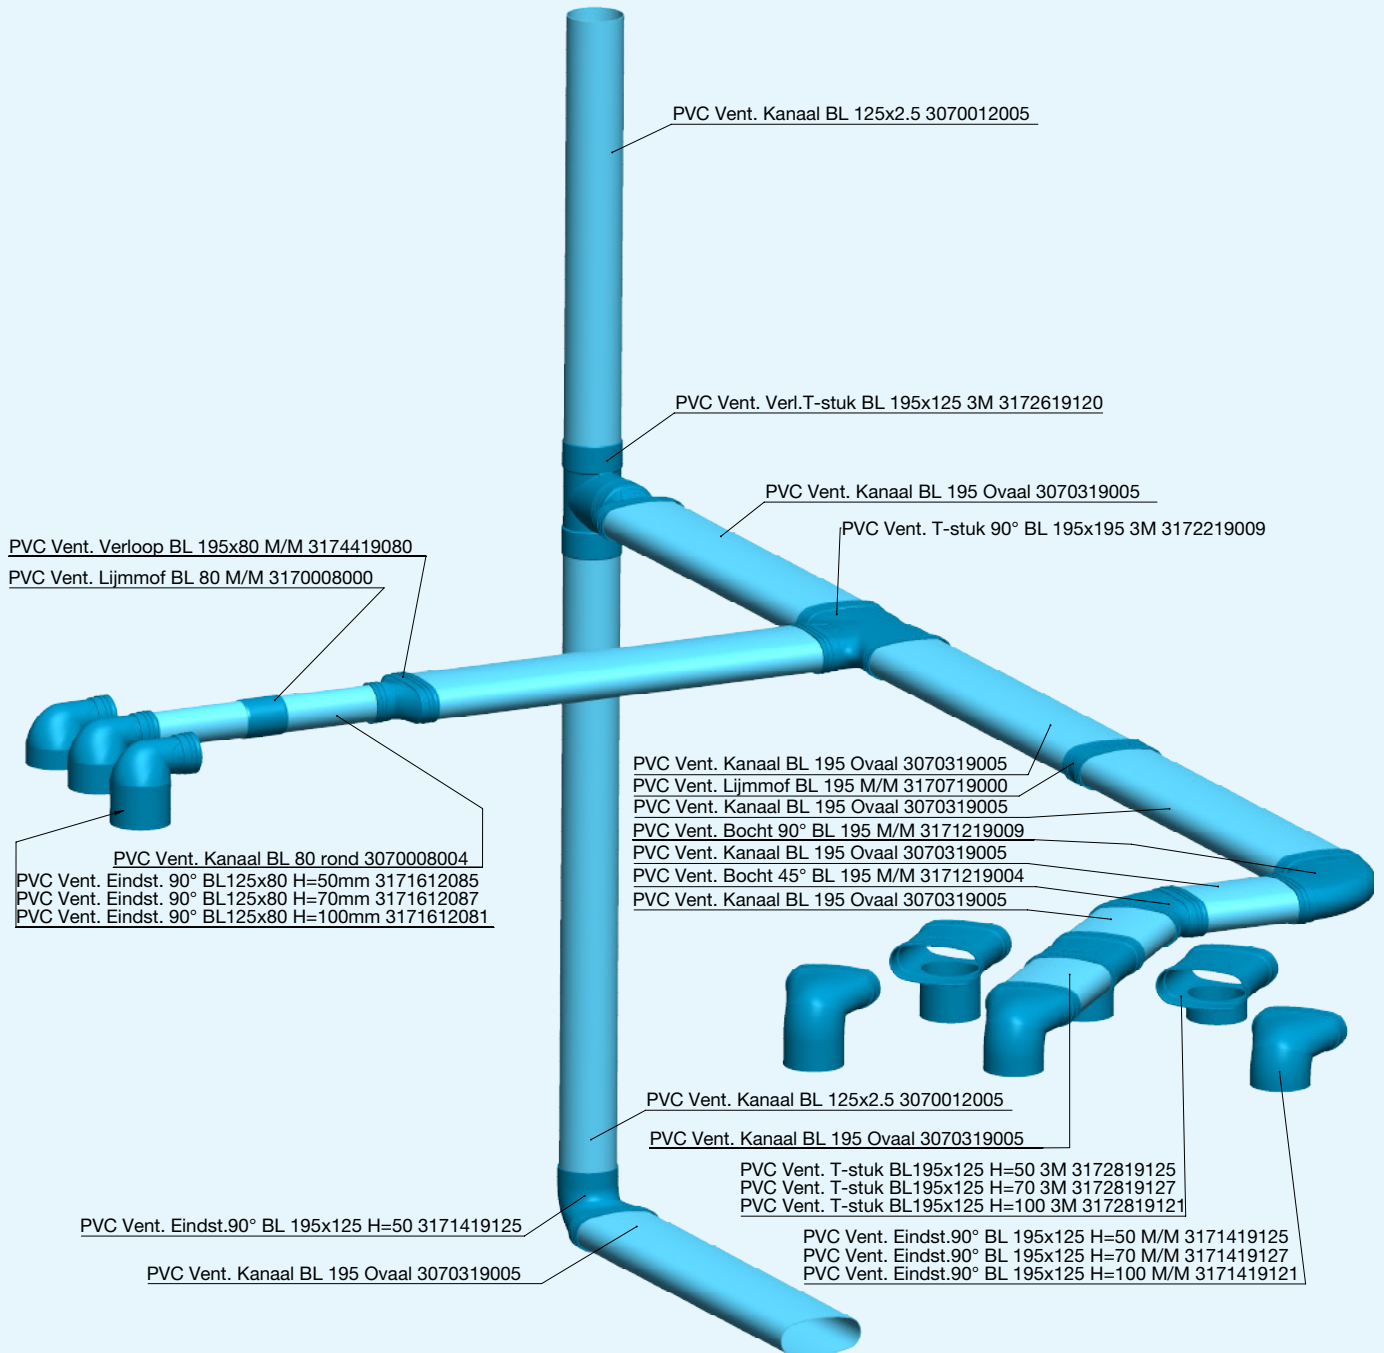 PVC Vent. Kanaal BL 125x2.5 3070012005
PVC Vent. Verl.T-stuk BL 195x125 3M 3172619120
PVC Vent. Kanaal BL 195 Ovaal 3070319005
PVC Vent. T-stuk 90° BL 195x195 3M 3172219009
PVC Vent. Verloop BL 195x80 M/M 3174419080
PVC Vent. Lijmmof BL 80 M/M 3170008000
PVC Vent. Kanaal BL 195 Ovaal 3070319005
PVC Vent. Lijmmof BL 195 M/M 3170719000
PVC Vent. Kanaal BL 195 Ovaal 3070319005
PVC Vent. Bocht 90° BL 195 M/M 3171219009
PVC Vent. Kanaal BL 195 Ovaal 3070319005
PVC Vent. Bocht 45° BL 195 M/M 3171219004
PVC Vent. Kanaal BL 195 Ovaal 3070319005
PVC Vent. Kanaal BL 80 rond 3070008004
PVC Vent. Eindst. 90° BL125x80 H=50mm 3171612085
PVC Vent. Eindst. 90° BL125x80 H=70mm 3171612087
PVC Vent. Eindst. 90° BL125x80 H=100mm 3171612081
PVC Vent. Kanaal BL 125x2.5 3070012005
PVC Vent. Kanaal BL 195 Ovaal 3070319005
PVC Vent. T-stuk BL195x125 H=50 3M 3172819125
PVC Vent. T-stuk BL195x125 H=70 3M 3172819127
PVC Vent. T-stuk BL195x125 H=100 3M 3172819121
PVC Vent. Eindst.90° BL 195x125 H=50 3171419125
PVC Vent. Eindst.90° BL 195x125 H=50 M/M 3171419125
PVC Vent. Eindst.90° BL 195x125 H=70 M/M 3171419127
PVC Vent. Eindst.90° BL 195x125 H=100 M/M 3171419121
PVC Vent. Kanaal BL 195 Ovaal 3070319005